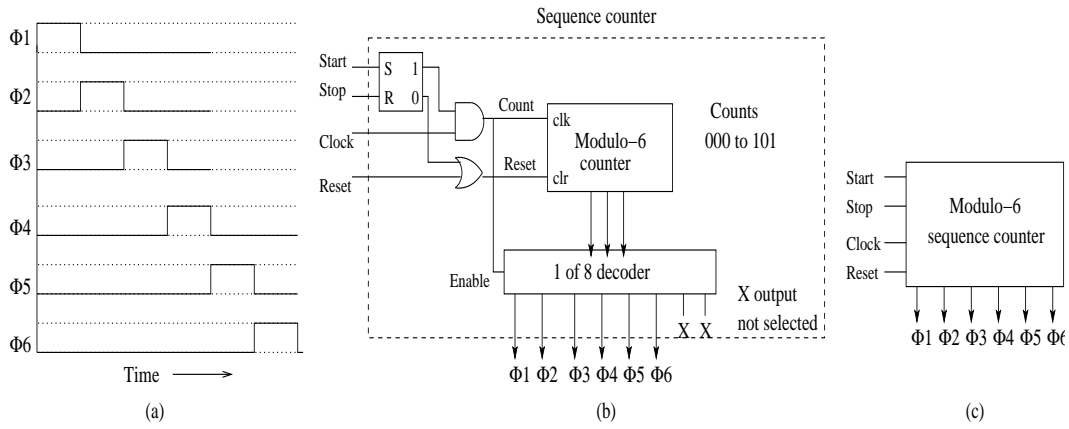 Φ1
Φ2
Φ3
Φ4
Φ5
Φ6
Time
(a)
Sequence counter
Start
Stop
Clock
Reset
S 1
R 0
Count
Reset
clk
Modulo−6
counter
clr
Counts
000 to 101
Enable
1 of 8 decoder
X output
not selected
X X
Φ1 Φ2 Φ3 Φ4 Φ5 Φ6
(b)
Start
Stop
Clock
Reset
Modulo−6
sequence counter
Φ1 Φ2 Φ3 Φ4 Φ5 Φ6
(c)